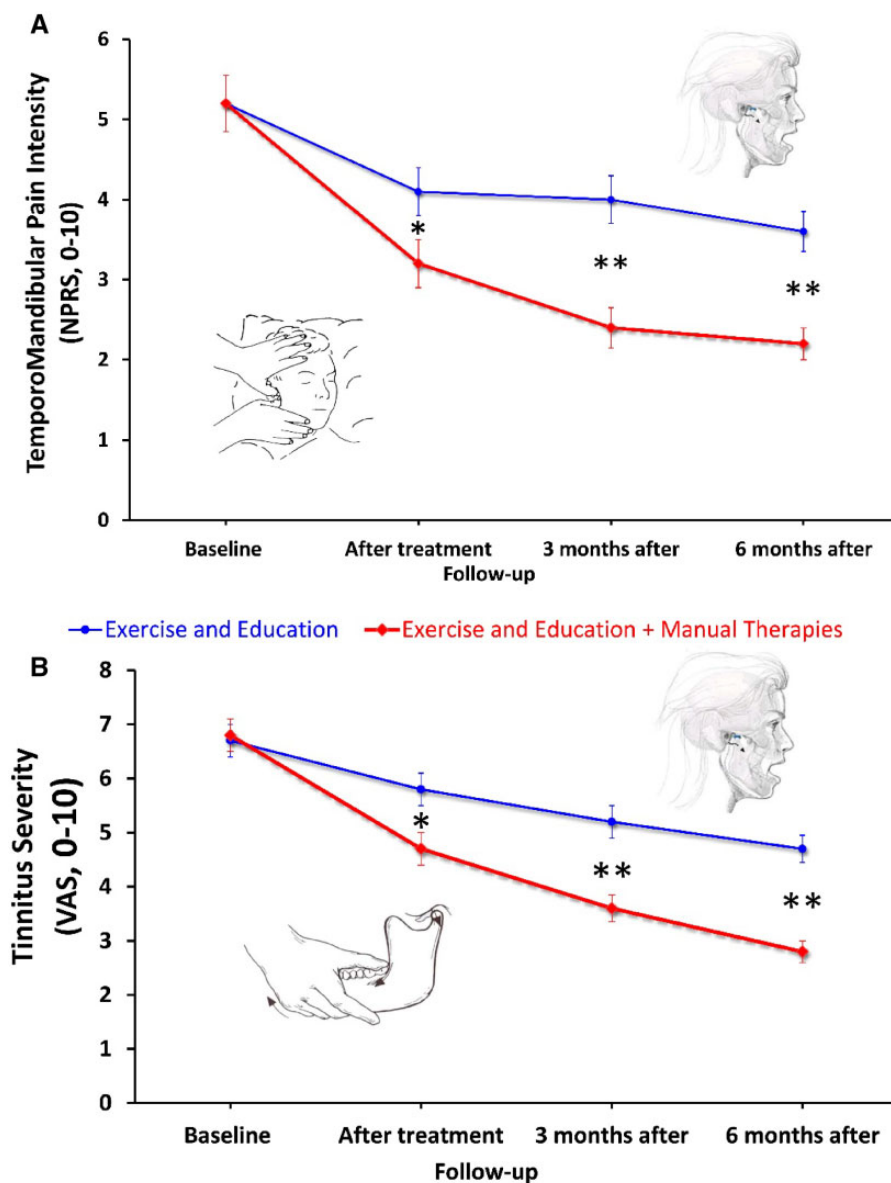 A
TemporoMandibular Pain Intensity
(NPRS, 0-10)
6
5
4
3
2
1
0
*
**
**
Baseline After treatment 3 months after 6 months after
Follow-up
Exercise and Education Exercise and Education + Manual Therapies
B
Tinnitus Severity
(VAS, 0-10)
8
7
6
5
4
3
2
1
0
*
**
**
Baseline After treatment 3 months after 6 months after
Follow-up